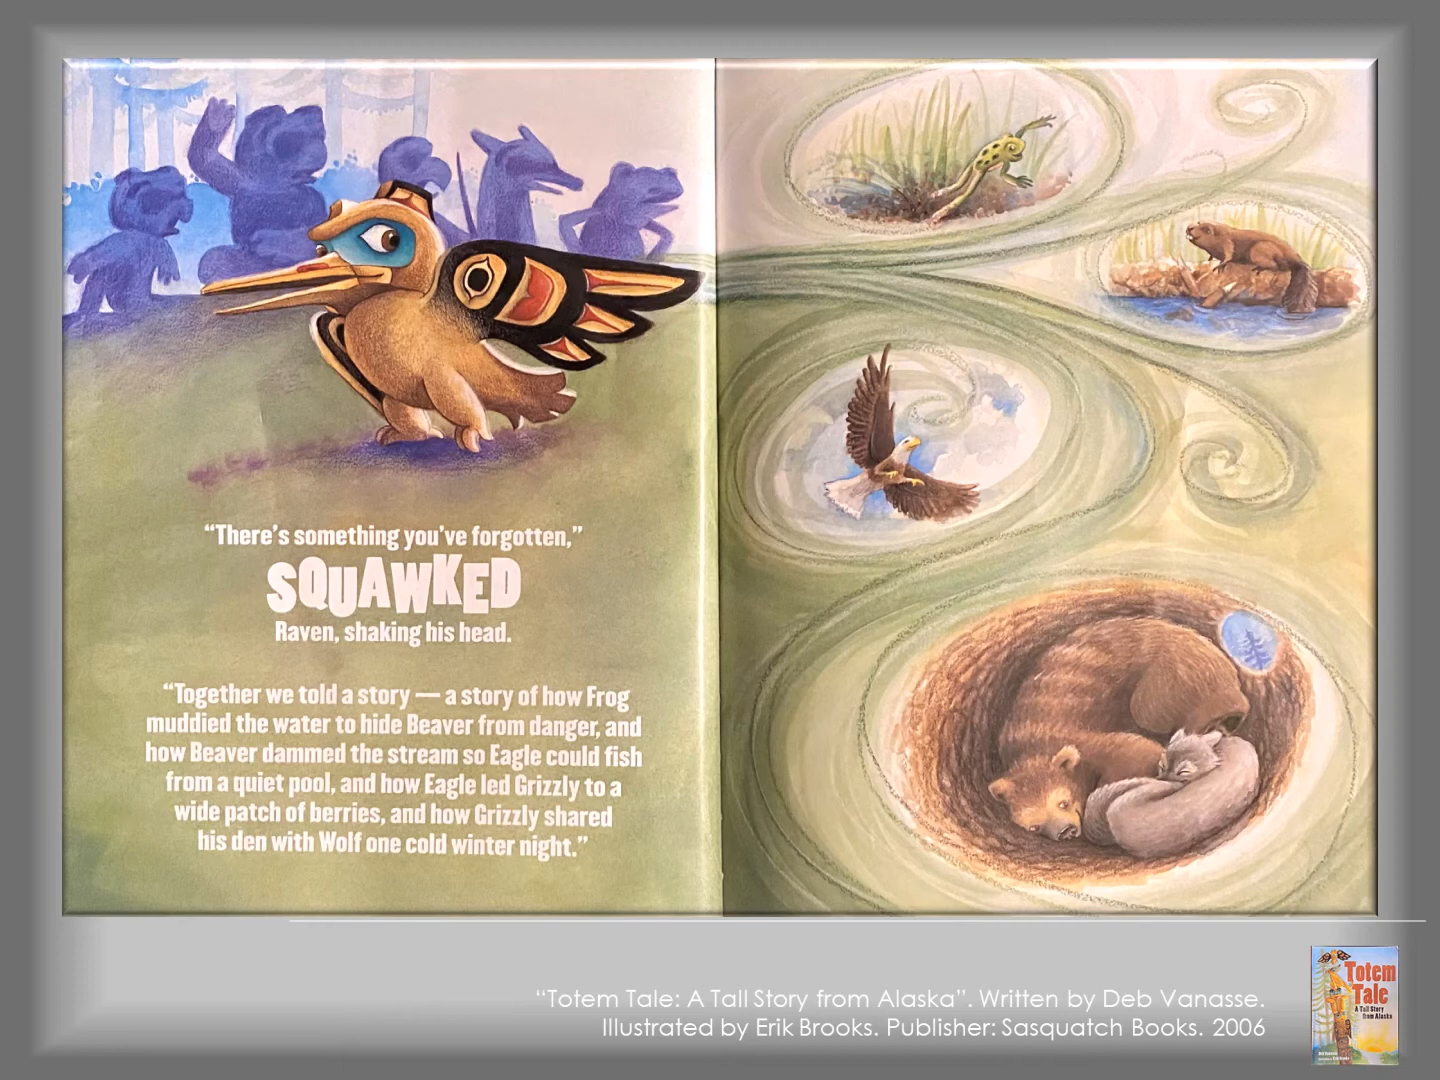 “There’s something you’ve forgotten,”
SQUAWKED
Raven, shaking his head.
“Together we told a story — a story of how Frog
muddied the water to hide Beaver from danger, and
how Beaver dammed the stream so Eagle could fish
from a quiet pool, and how Eagle led Grizzly to a
wide patch of berries, and how Grizzly shared
his den with Wolf one cold winter night.”
“Totem Tale: A Tall Story from Alaska”. Written by Deb Vanasse.
Illustrated by Erik Brooks. Publisher: Sasquatch Books. 2006
Totem
Tale
A Tall Story
from Alaska